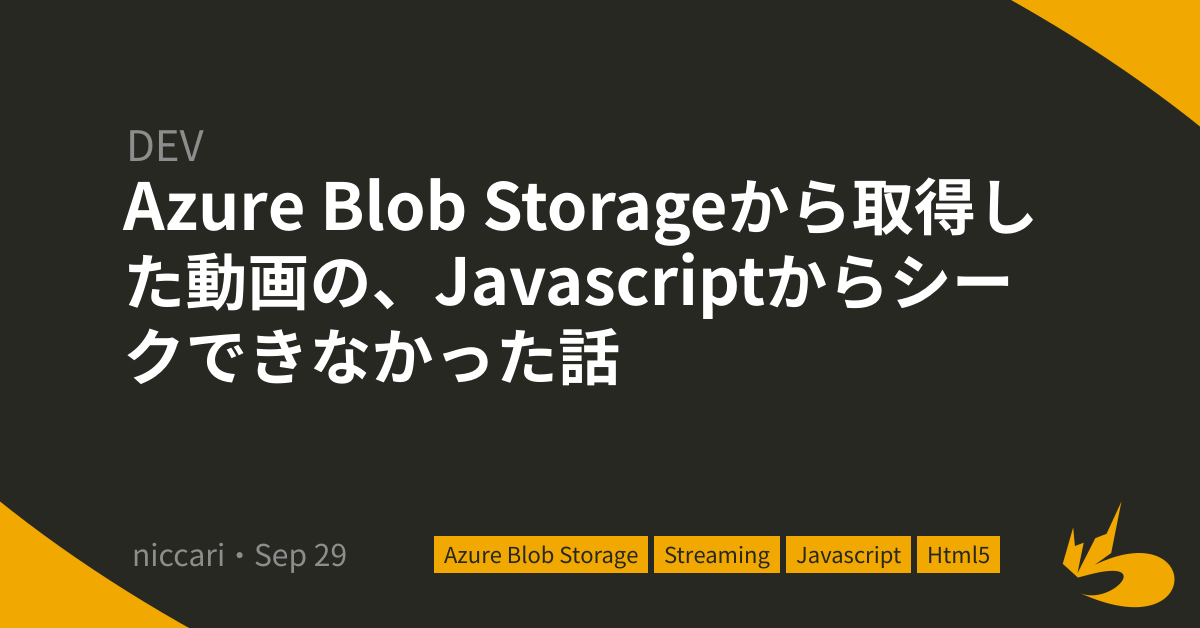 DEV
Azure Blob Storageから取得し
た動画の、Javascriptからシー
クできなかった話
niccari・Sep 29
Azure Blob Storage Streaming Javascript Html5